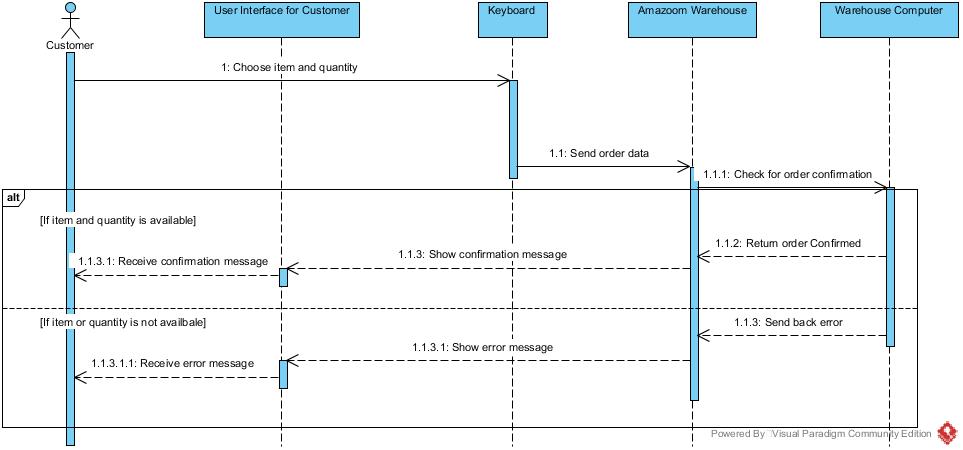 User Interface for Customer
Keyboard
Amazoom Warehouse
Warehouse Computer
Customer
1: Choose item and quantity
1.1: Send order data
1.1.1: Check for order confirmation
alt
[If item and quantity is available]
1.1.2: Return order Confirmed
1.1.3: Show confirmation message
1.1.3.1: Receive confirmation message
[If item or quantity is not availbale]
1.1.3: Send back error
1.1.3.1: Show error message
1.1.3.1.1: Receive error message
Powered By Visual Paradigm Community Edition